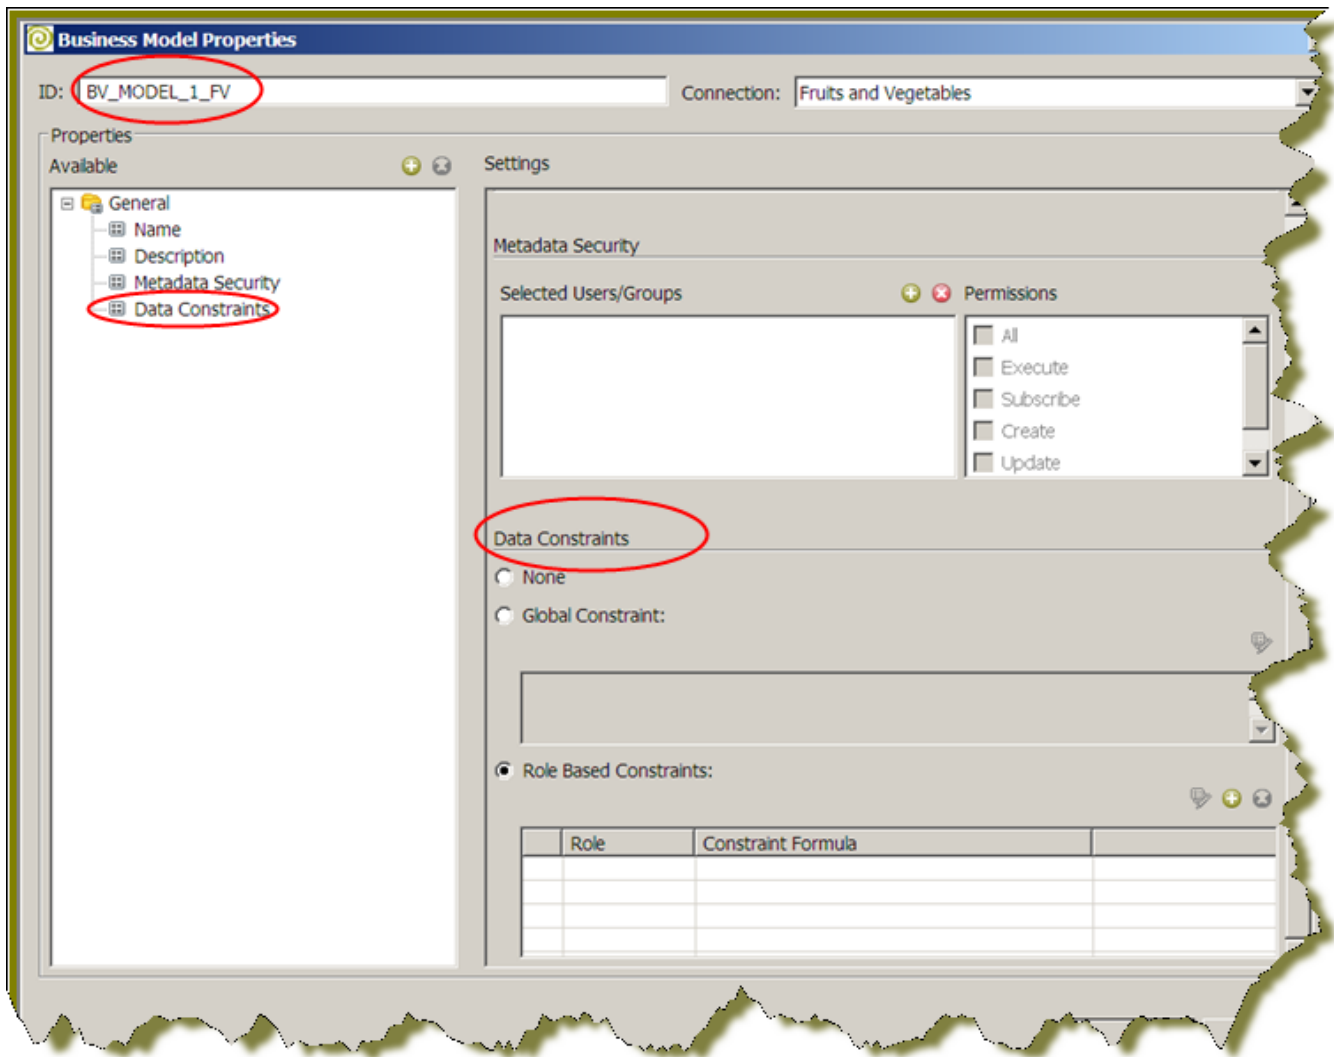 Business Model Properties
ID: BV_MODEL_1_FV Connection: Fruits and Vegetables
Properties
Available Settings
General
Name
Description
Metadata Security
Data Constraints
Metadata Security
Selected Users/Groups Permissions
All
Execute
Subscribe
Create
Update
Data Constraints
None
Global Constraint:
Role Based Constraints:
Role Constraint Formula